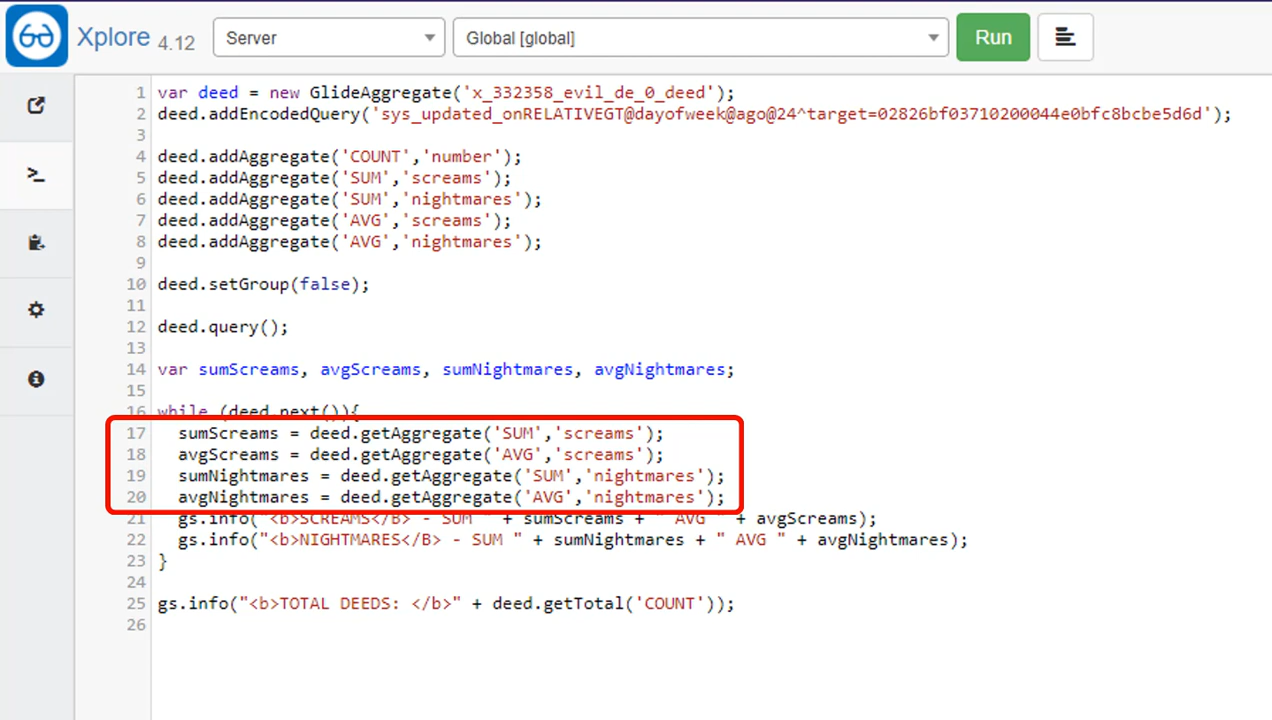 Xplore 4.12
Server
Global [global]
Run
1 var deed = new GlideAggregate('x_332358_evil_de_0_deed');
2 deed.addEncodedQuery('sys_updated_onRELATIVEGT@dayofweek@ago@24^target=02826bf03710200044e0bfc8bcbe5d6d');
3
4 deed.addAggregate('COUNT','number');
5 deed.addAggregate('SUM','screams');
6 deed.addAggregate('SUM','nightmares');
7 deed.addAggregate('AVG','screams');
8 deed.addAggregate('AVG','nightmares');
9
10 deed.setGroup(false);
11
12 deed.query();
13
14 var sumScreams, avgScreams, sumNightmares, avgNightmares;
15
16 while (deed.next()){
17 sumScreams = deed.getAggregate('SUM','screams');
18 avgScreams = deed.getAggregate('AVG','screams');
19 sumNightmares = deed.getAggregate('SUM','nightmares');
20 avgNightmares = deed.getAggregate('AVG','nightmares');
21 gs.info("<b>SCREAMS</B> - SUM " + sumScreams + " AVG " + avgScreams);
22 gs.info("<b>NIGHTMARES</B> - SUM " + sumNightmares + " AVG " + avgNightmares);
23 }
24
25 gs.info("<b>TOTAL DEEDS: </b>" + deed.getTotal('COUNT'));
26